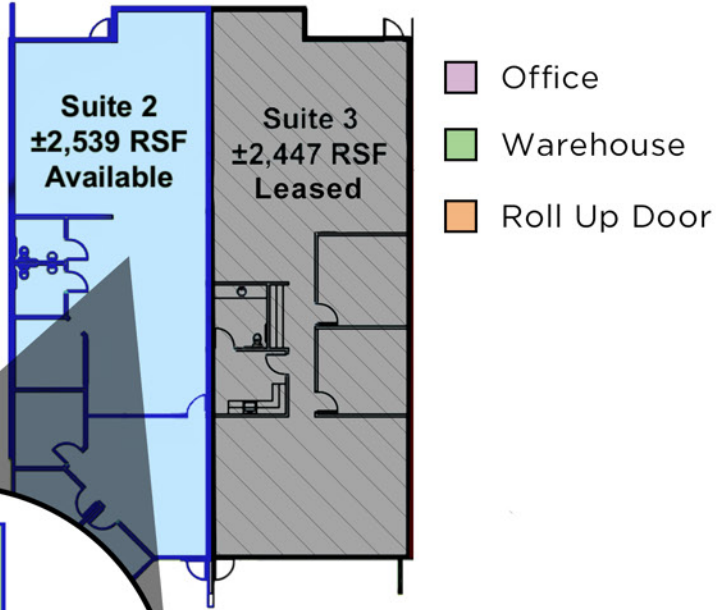 Suite 2
±2,539 RSF
Available
Suite 3
±2,447 RSF
Leased
Office
Warehouse
Roll Up Door